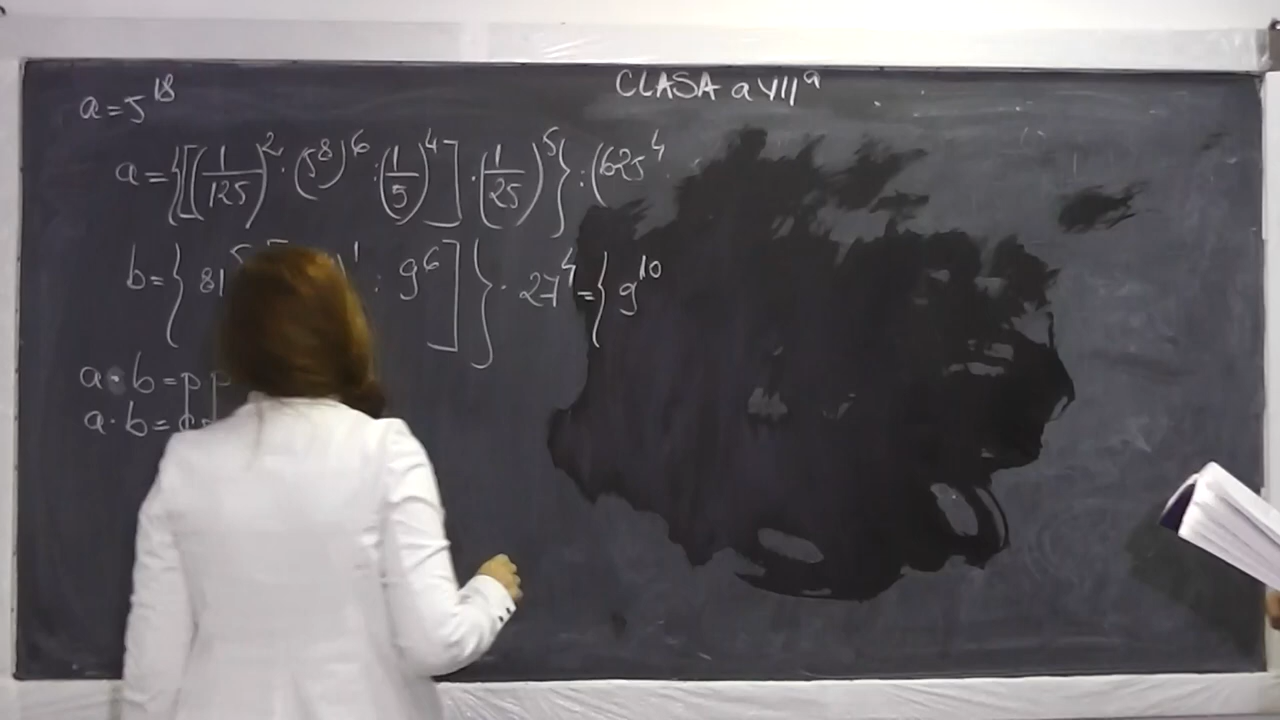 CLASA a VII a
a=5^18
a={[(1/125)^2·(5^8)^6:(1/5)^4]·(1/25)^5}:(625^4
b={ 81 : 9^6]}· 27^4={ 9^10
a·b=p.p
a·b=